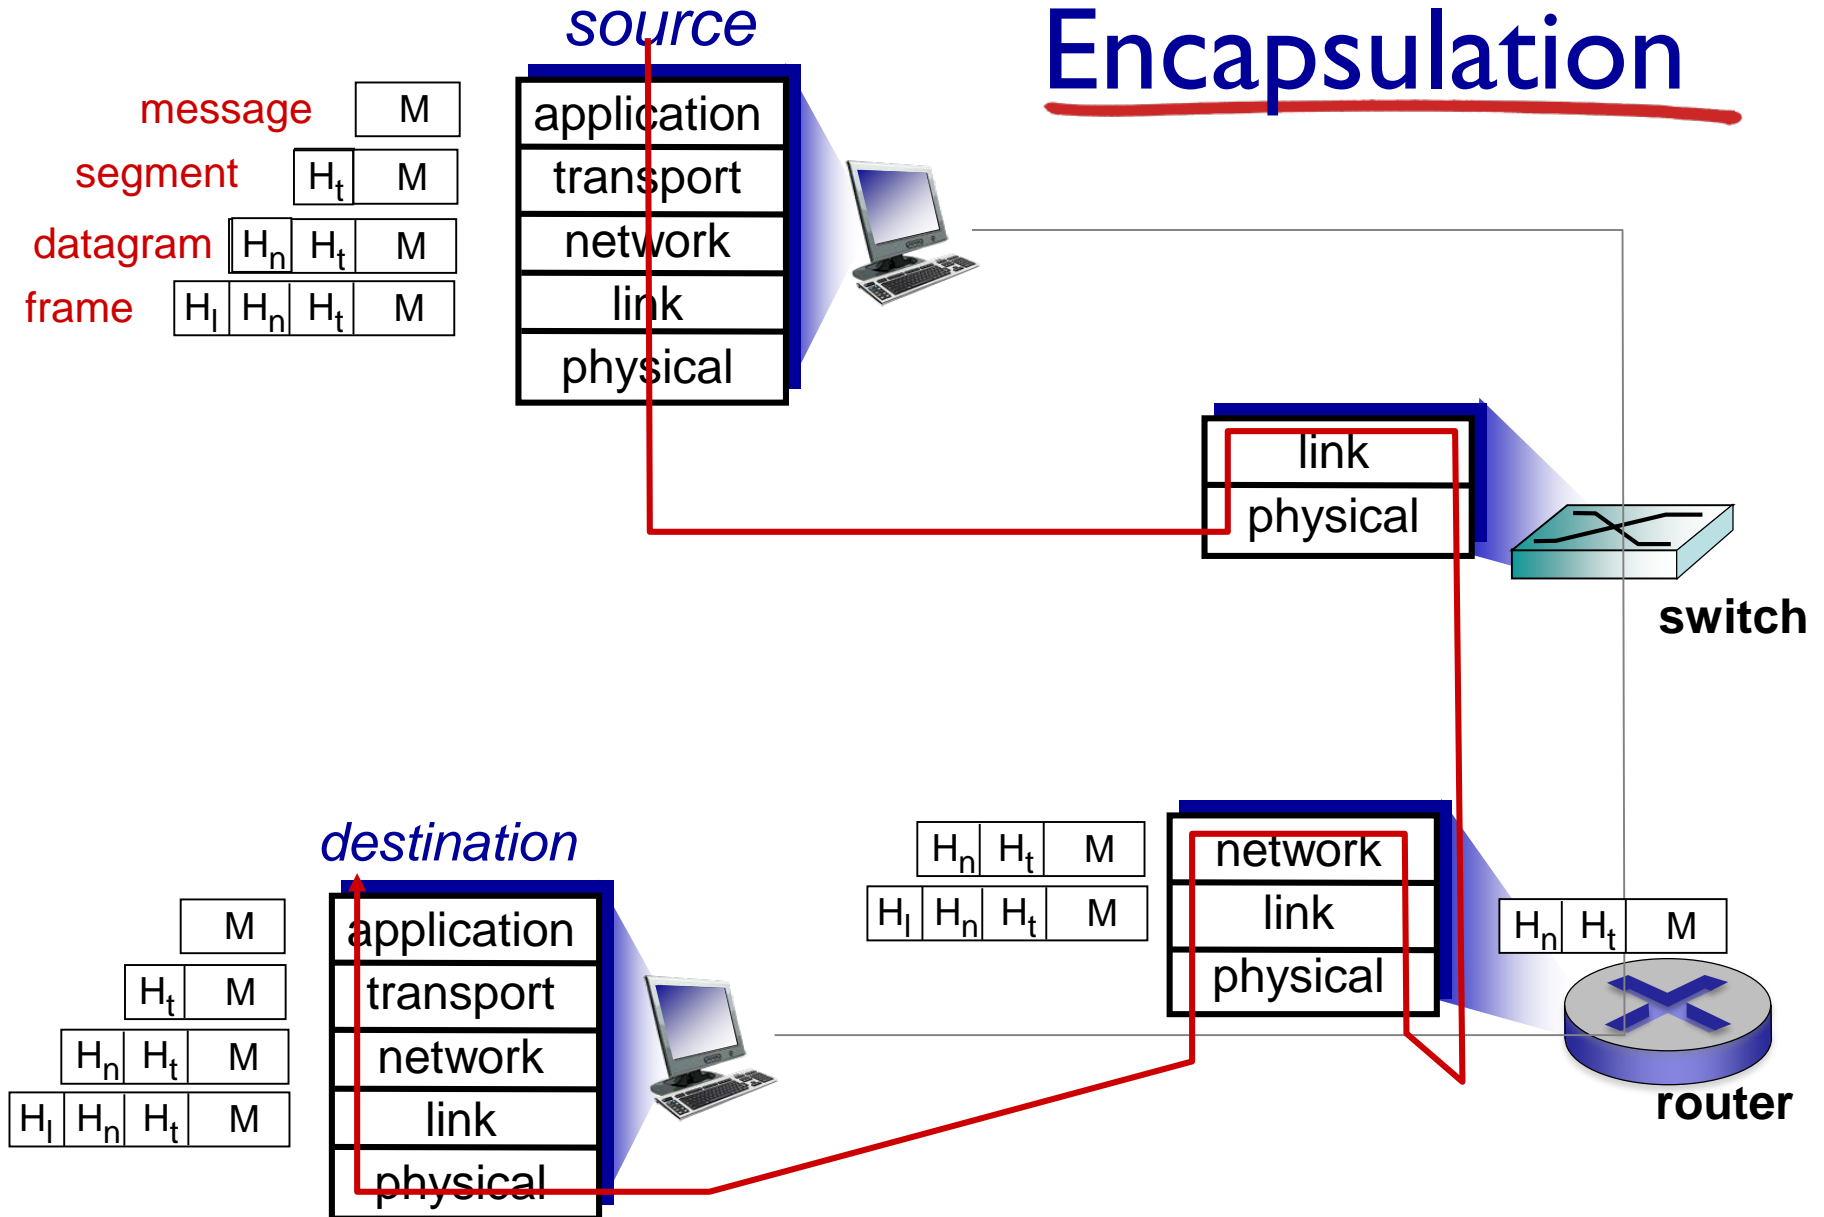 source
Encapsulation
message M
segment Ht M
datagram Hn Ht M
frame Hl Hn Ht M
application
transport
network
link
physical
link
physical
switch
destination
M
Ht M
Hn Ht M
Hl Hn Ht M
application
transport
network
link
physical
Hn Ht M
Hl Hn Ht M
network
link
physical
Hn Ht M
router